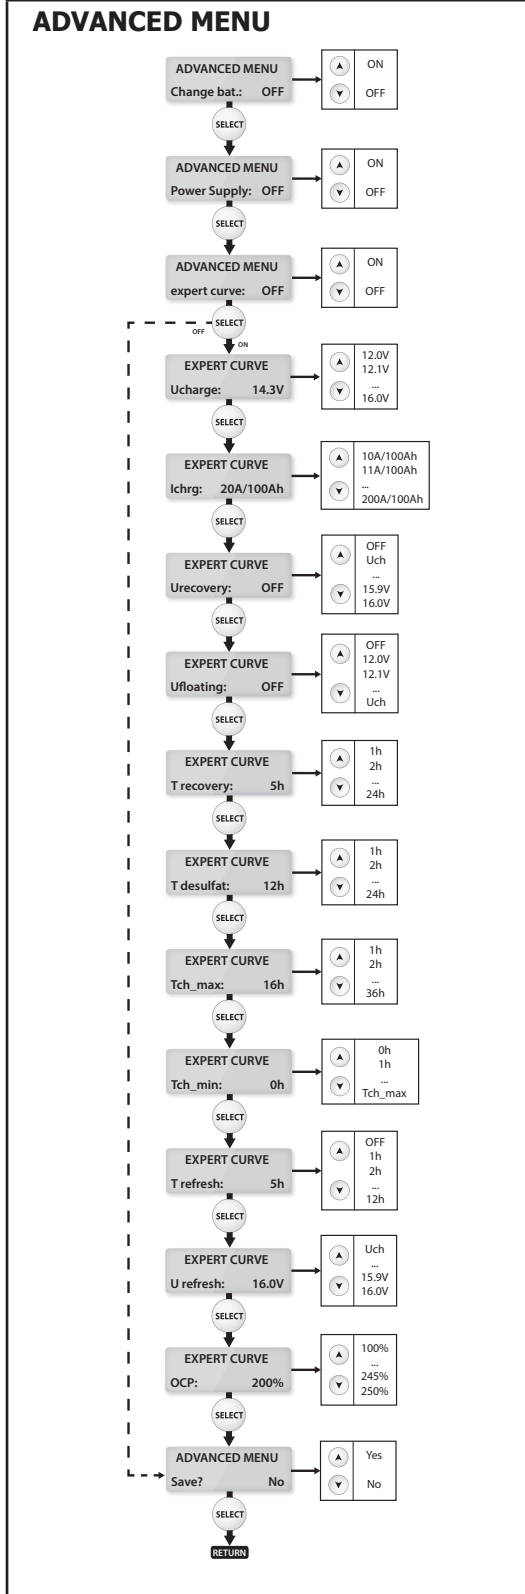 ADVANCED MENU
ADVANCED MENU
Change bat.: OFF
ON
OFF
SELECT
ADVANCED MENU
Power Supply: OFF
ON
OFF
SELECT
ADVANCED MENU
expert curve: OFF
ON
OFF
SELECT
OFF
ON
EXPERT CURVE
Ucharge: 14.3V
12.0V
12.1V
...
16.0V
SELECT
EXPERT CURVE
Ichrg: 20A/100Ah
10A/100Ah
11A/100Ah
...
200A/100Ah
SELECT
EXPERT CURVE
Urecovery: OFF
OFF
Uch
...
15.9V
16.0V
SELECT
EXPERT CURVE
Ufloating: OFF
OFF
12.0V
12.1V
...
Uch
SELECT
EXPERT CURVE
T recovery: 5h
1h
2h
...
24h
SELECT
EXPERT CURVE
T desulfat: 12h
1h
2h
...
24h
SELECT
EXPERT CURVE
Tch_max: 16h
1h
2h
...
36h
SELECT
EXPERT CURVE
Tch_min: 0h
0h
1h
...
Tch_max
SELECT
EXPERT CURVE
T refresh: 5h
OFF
1h
2h
...
12h
SELECT
EXPERT CURVE
U refresh: 16.0V
Uch
...
15.9V
16.0V
SELECT
EXPERT CURVE
OCP: 200%
100%
...
245%
250%
SELECT
ADVANCED MENU
Save? No
Yes
No
SELECT
RETURN